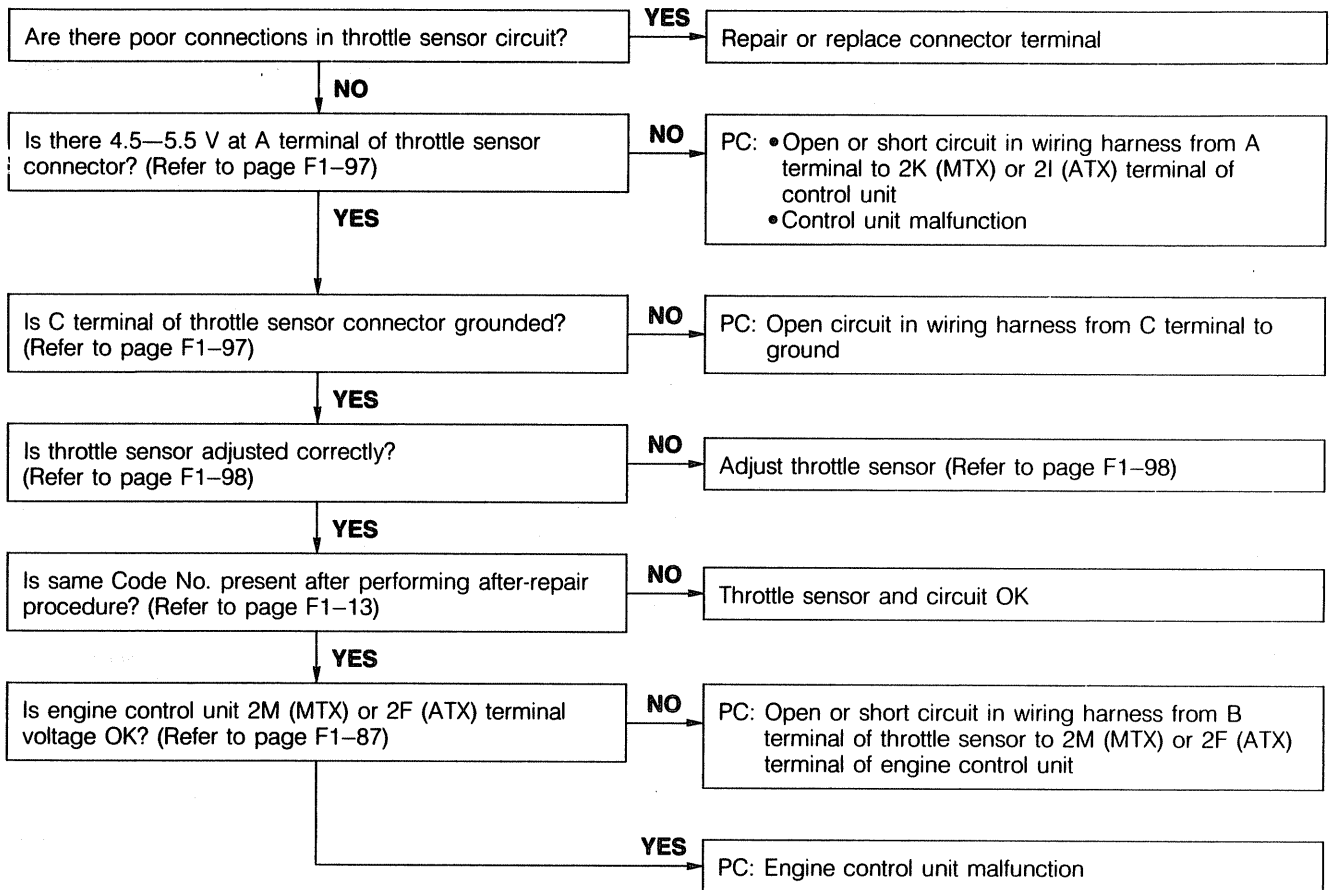 Are there poor connections in throttle sensor circuit?
YES
Repair or replace connector terminal
NO
Is there 4.5—5.5 V at A terminal of throttle sensor
connector? (Refer to page F1–97)
NO
PC: •Open or short circuit in wiring harness from A
terminal to 2K (MTX) or 2I (ATX) terminal of
control unit
•Control unit malfunction
YES
Is C terminal of throttle sensor connector grounded?
(Refer to page F1–97)
NO
PC: Open circuit in wiring harness from C terminal to
ground
YES
Is throttle sensor adjusted correctly?
(Refer to page F1–98)
NO
Adjust throttle sensor (Refer to page F1–98)
YES
Is same Code No. present after performing after-repair
procedure? (Refer to page F1–13)
NO
Throttle sensor and circuit OK
YES
Is engine control unit 2M (MTX) or 2F (ATX) terminal
voltage OK? (Refer to page F1–87)
NO
PC: Open or short circuit in wiring harness from B
terminal of throttle sensor to 2M (MTX) or 2F (ATX)
terminal of engine control unit
YES
PC: Engine control unit malfunction